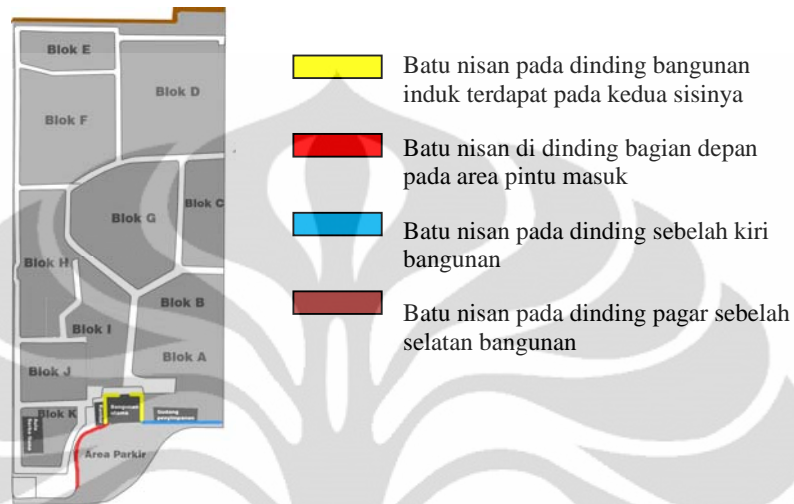 Blok E
Blok D
Blok F
Blok C
Blok G
Blok H
Blok B
Blok I
Blok A
Blok J
Blok K
Bangunan
utama
Gudang
penyimpanan
Area Parkir
Batu nisan pada dinding bangunan
induk terdapat pada kedua sisinya
Batu nisan di dinding bagian depan
pada area pintu masuk
Batu nisan pada dinding sebelah kiri
bangunan
Batu nisan pada dinding pagar sebelah
selatan bangunan